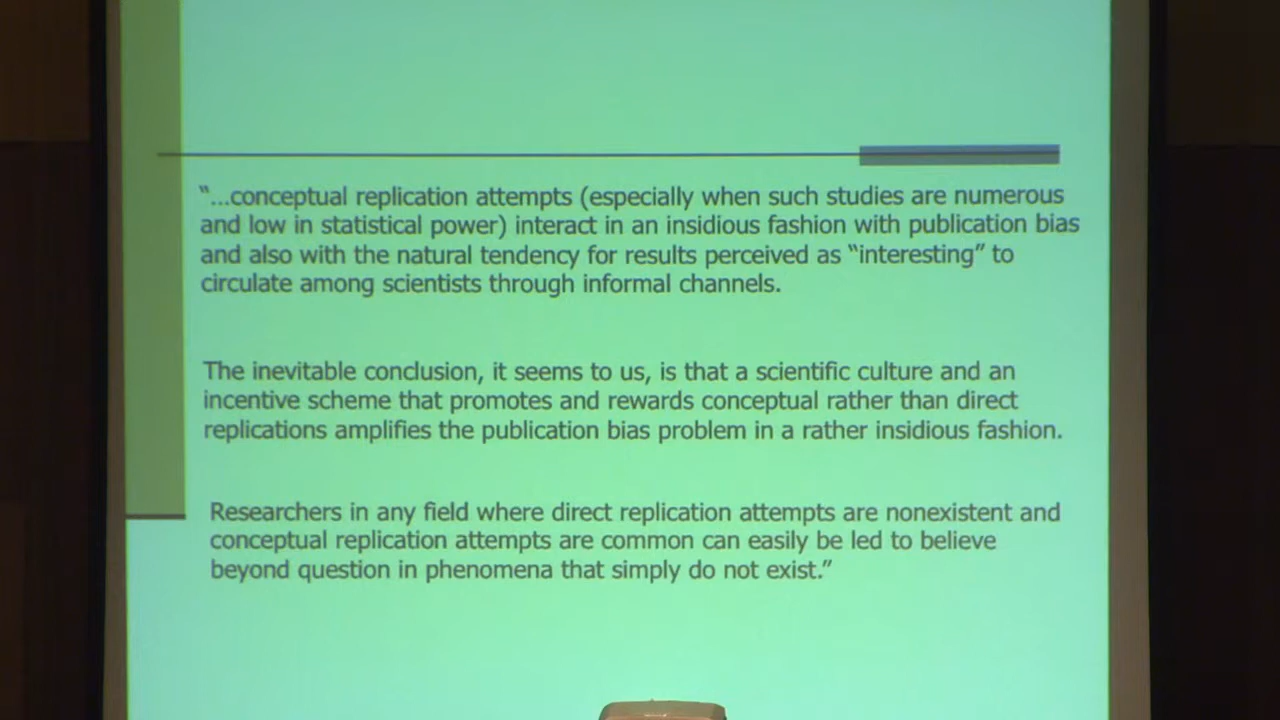 “...conceptual replication attempts (especially when such studies are numerous
and low in statistical power) interact in an insidious fashion with publication bias
and also with the natural tendency for results perceived as “interesting” to
circulate among scientists through informal channels.
The inevitable conclusion, it seems to us, is that a scientific culture and an
incentive scheme that promotes and rewards conceptual rather than direct
replications amplifies the publication bias problem in a rather insidious fashion.
Researchers in any field where direct replication attempts are nonexistent and
conceptual replication attempts are common can easily be led to believe
beyond question in phenomena that simply do not exist.”